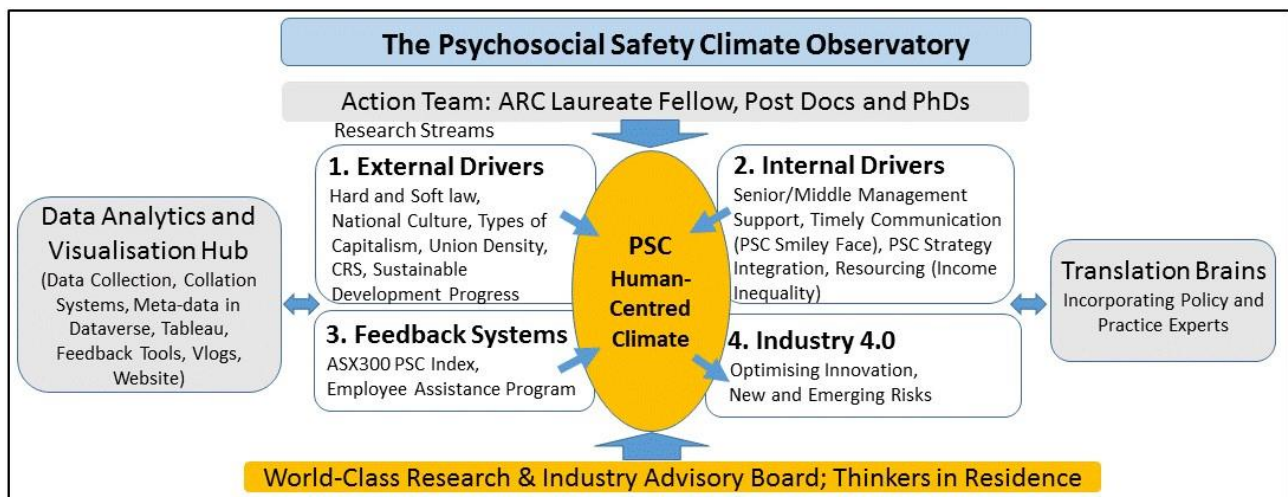 The Psychosocial Safety Climate Observatory
Action Team: ARC Laureate Fellow, Post Docs and PhDs
Research Streams
1. External Drivers
Hard and Soft law,
National Culture, Types of
Capitalism, Union Density,
CRS, Sustainable
Development Progress
2. Internal Drivers
Senior/Middle Management
Support, Timely Communication
(PSC Smiley Face), PSC Strategy
Integration, Resourcing (Income
Inequality)
Data Analytics and
Visualisation Hub
(Data Collection, Collation
Systems, Meta-data in
Dataverse, Tableau,
Feedback Tools, Vlogs,
Website)
PSC
Human-
Centred
Climate
Translation Brains
Incorporating Policy and
Practice Experts
3. Feedback Systems
ASX300 PSC Index,
Employee Assistance Program
4. Industry 4.0
Optimising Innovation,
New and Emerging Risks
World-Class Research & Industry Advisory Board; Thinkers in Residence